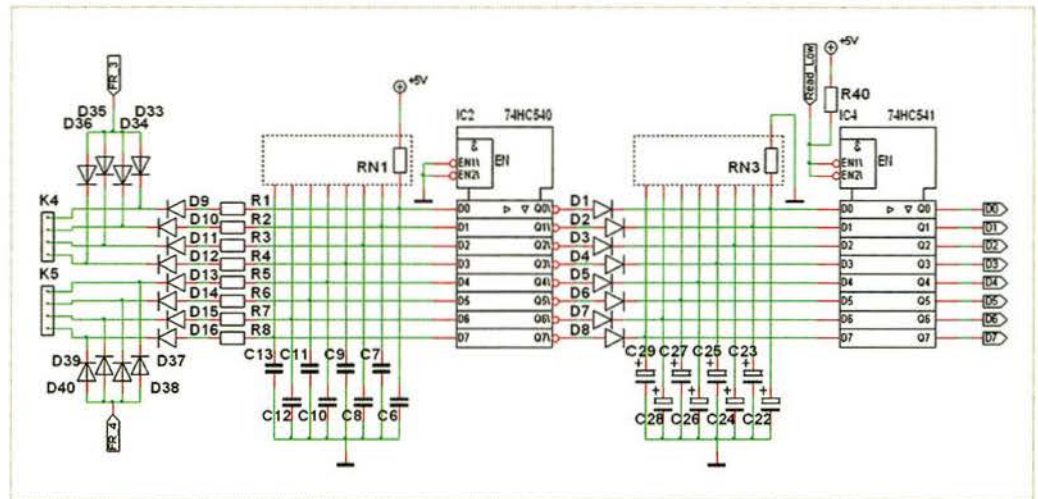 FR_3
D35 D33
D36 D34
K4
K5
D9 R1
D10 R2
D11 R3
D12 R4
D13 R5
D14 R6
D15 R7
D16 R8
D39 D37
D40 D38
FR_4
+5V
RN1
C13 C11 C9 C7
C12 C10 C8 C6
IC2 74HC540
&
EN1\ EN
EN2\
D0 Q0\
D1 Q1\
D2 Q2\
D3 Q3\
D4 Q4\
D5 Q5\
D6 Q6\
D7 Q7\
D1
D2
D3
D4
D5
D6
D7
D8
RN3
C29 C27 C25 C23
+ + + +
C28 C26 C24 C22
+ + + +
Read_Low
+5V
R40
IC4 74HC541
&
EN1\ EN
EN2\
D0 Q0 D0
D1 Q1 D1
D2 Q2 D2
D3 Q3 D3
D4 Q4 D4
D5 Q5 D5
D6 Q6 D6
D7 Q7 D7